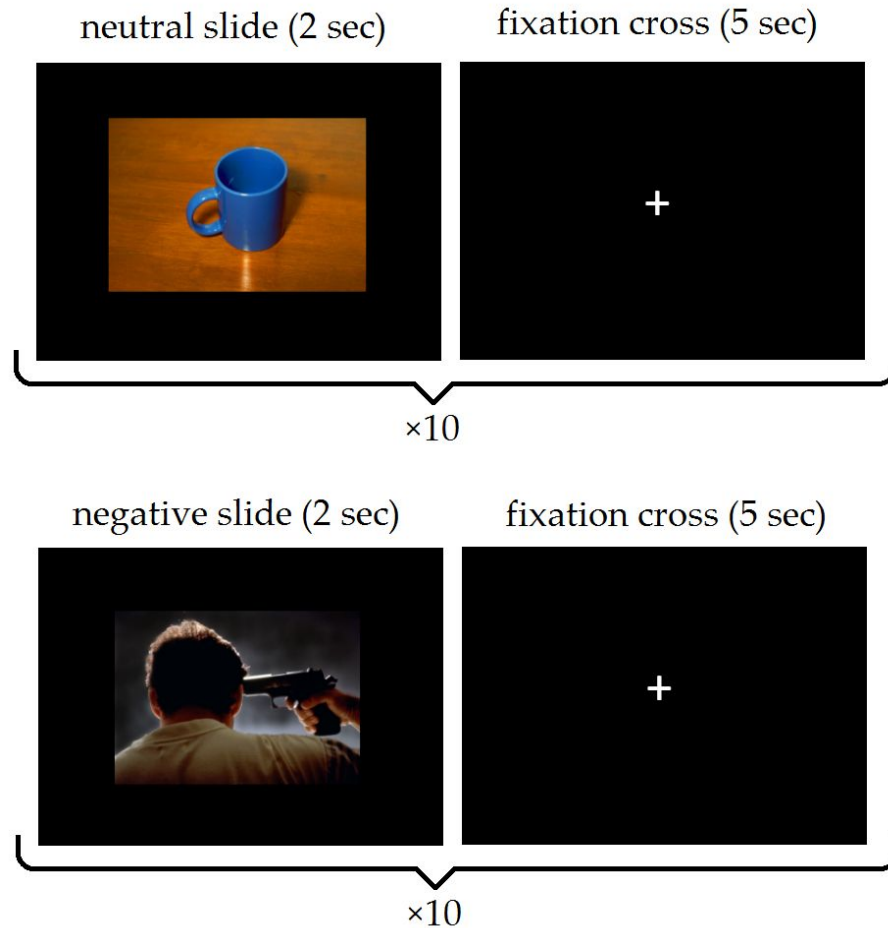 neutral slide (2 sec) fixation cross (5 sec)
×10
negative slide (2 sec) fixation cross (5 sec)
×10